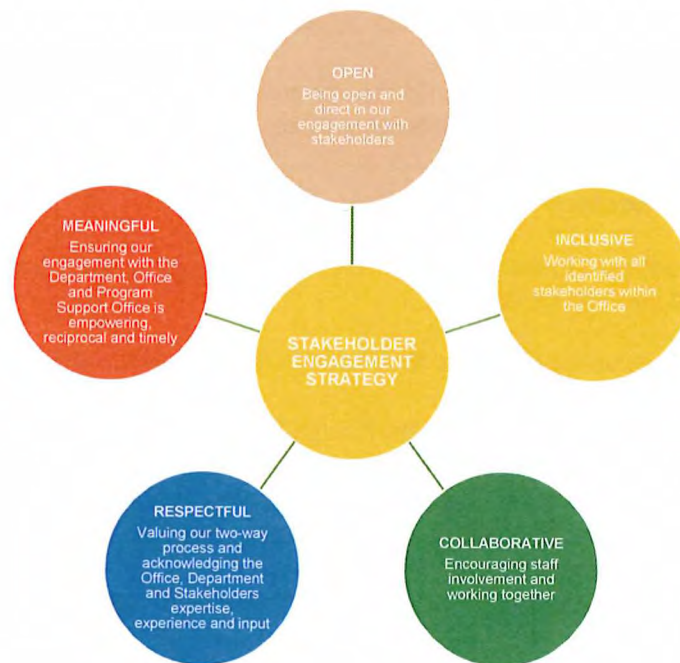 OPEN
Being open and
direct in our
engagement with
stakeholders
MEANINGFUL
Ensuring our
engagement with the
Department, Office
and Program
Support Office is
empowering,
reciprocal and timely
INCLUSIVE
Working with all
identified
stakeholders within
the Office
STAKEHOLDER
ENGAGEMENT
STRATEGY
RESPECTFUL
Valuing our two-way
process and
acknowledging the
Office, Department
and Stakeholders
expertise,
experience and input
COLLABORATIVE
Encouraging staff
involvement and
working together